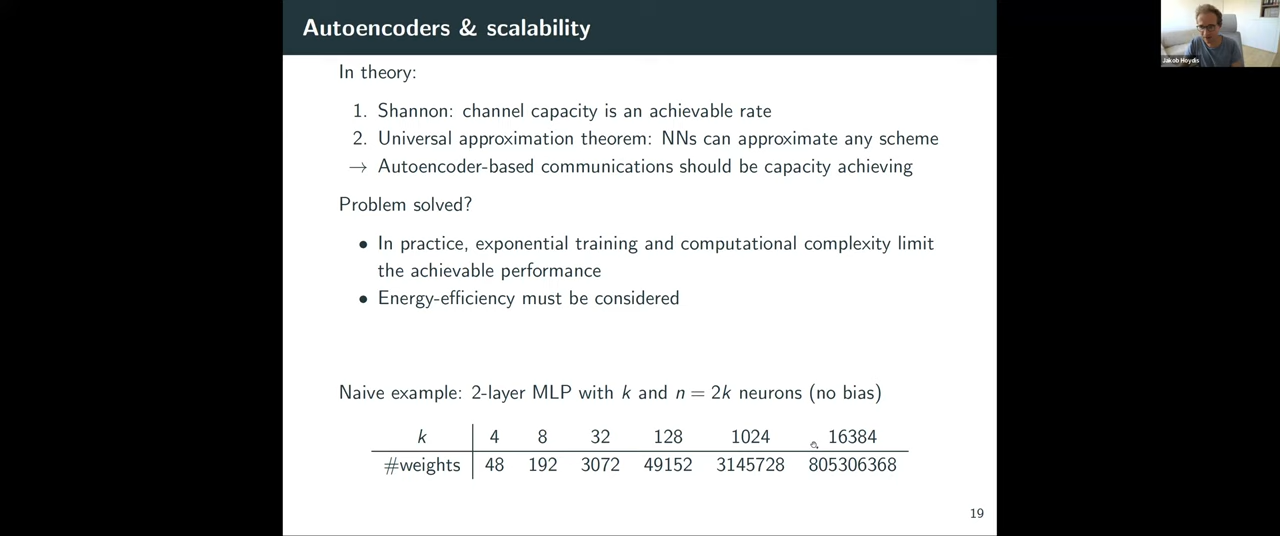 Autoencoders & scalability
Jakob Hoydis
In theory:
1. Shannon: channel capacity is an achievable rate
2. Universal approximation theorem: NNs can approximate any scheme
→ Autoencoder-based communications should be capacity achieving
Problem solved?
• In practice, exponential training and computational complexity limit
the achievable performance
• Energy-efficiency must be considered
Naive example: 2-layer MLP with k and n = 2k neurons (no bias)
k 4 8 32 128 1024 16384
#weights 48 192 3072 49152 3145728 805306368
19